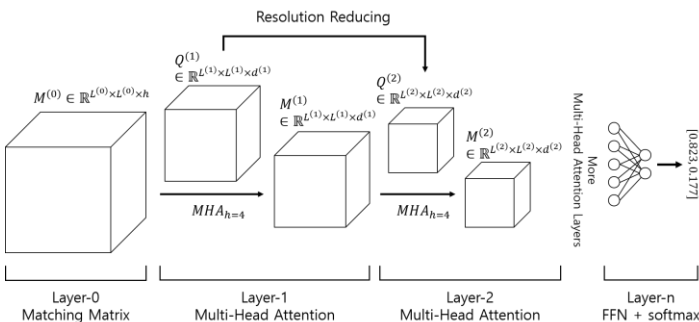 Resolution Reducing
Q^{(1)}
∈ ℝ^{L^{(1)}×L^{(1)}×d^{(1)}}
Q^{(2)}
∈ ℝ^{L^{(2)}×L^{(2)}×d^{(2)}}
M^{(0)} ∈ ℝ^{L^{(0)}×L^{(0)}×h}
M^{(1)}
∈ ℝ^{L^{(1)}×L^{(1)}×d^{(1)}}
M^{(2)}
∈ ℝ^{L^{(2)}×L^{(2)}×d^{(2)}}
MHA_{h=4}
MHA_{h=4}
More
Multi-Head Attention Layers
[0.823, 0.177]
Layer-0
Matching Matrix
Layer-1
Multi-Head Attention
Layer-2
Multi-Head Attention
Layer-n
FFN + softmax